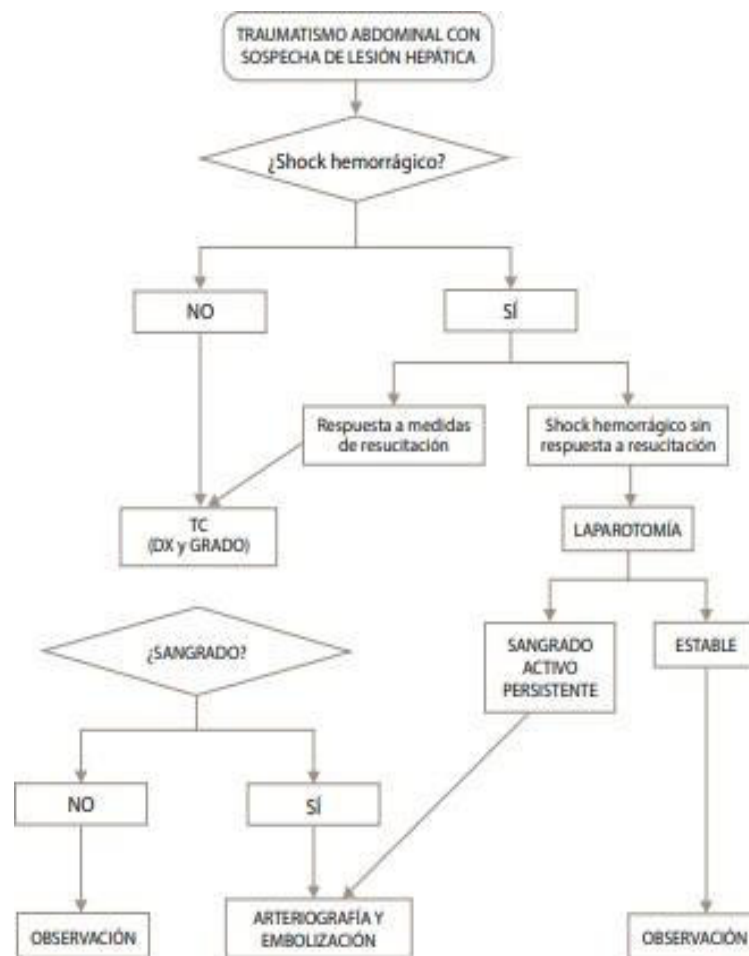 TRAUMATISMO ABDOMINAL CON
SOSPECHA DE LESIÓN HEPÁTICA
¿Shock hemorrágico?
NO
SÍ
Respuesta a medidas
de resucitación
Shock hemorrágico sin
respuesta a resucitación
TC
(DX y GRADO)
LAPAROTOMÍA
¿SANGRADO?
SANGRADO
ACTIVO
PERSISTENTE
ESTABLE
NO
SÍ
OBSERVACIÓN
ARTERIOGRAFÍA Y
EMBOLIZACIÓN
OBSERVACIÓN